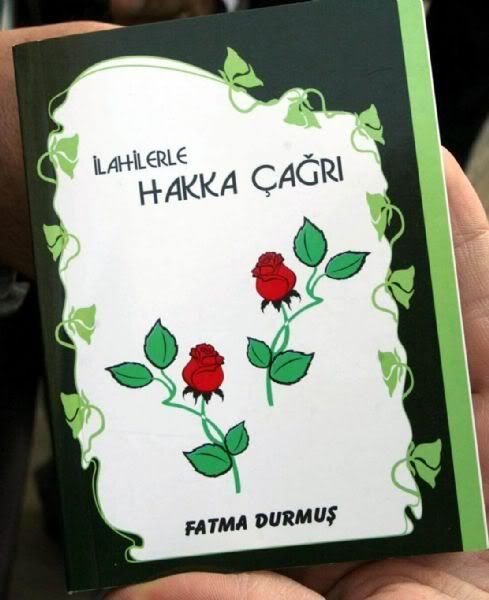 İLAHİLERLE
HAKKA ÇAĞRI
FATMA DURMUŞ